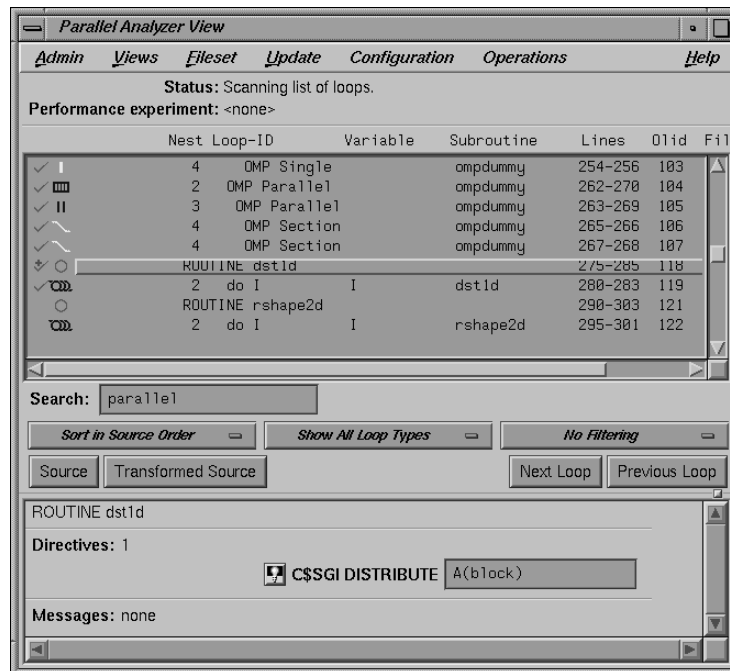 Parallel Analyzer View
Admin Views Fileset Update Configuration Operations Help
Status: Scanning list of loops.
Performance experiment: <none>
Nest Loop-ID Variable Subroutine Lines Olid Fil
4 OMP Single ompdummy 254-256 103
2 OMP Parallel ompdummy 262-270 104
3 OMP Parallel ompdummy 263-269 105
4 OMP Section ompdummy 265-266 106
4 OMP Section ompdummy 267-268 107
ROUTINE dst1d 275-285 118
2 do I I dst1d 280-283 119
ROUTINE rshape2d 290-303 121
2 do I I rshape2d 295-301 122
Search: parallel
Sort in Source Order Show All Loop Types No Filtering
Source Transformed Source Next Loop Previous Loop
ROUTINE dst1d
Directives: 1
C$SGI DISTRIBUTE A(block)
Messages: none